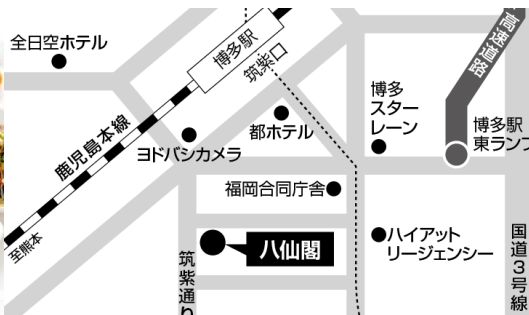 全日空ホテル
博多駅
筑紫口
高速道路
博多
スター
レーン
博多駅
東ランプ
都ホテル
ヨドバシカメラ
鹿児島本線
至熊本
福岡合同庁舎
八仙閣
筑紫通り
ハイアット
リージェンシー
国道3号線